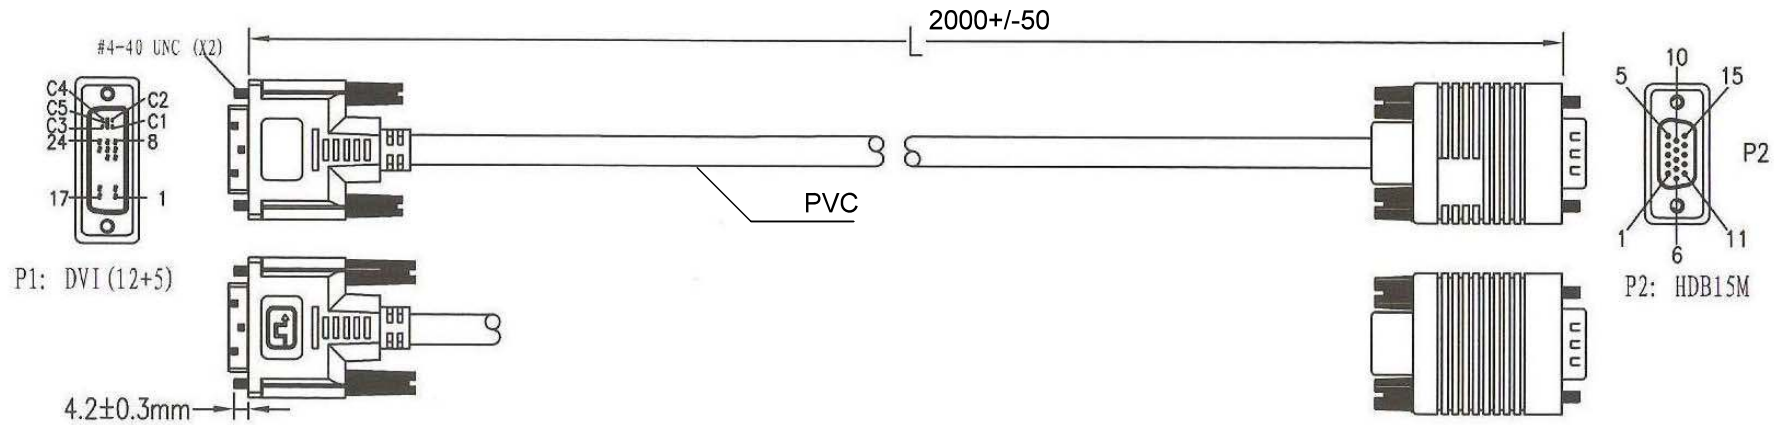 2000+/-50
L
#4-40 UNC (X2)
C4
C5
C3
24
17
C2
C1
8
1
P1: DVI(12+5)
PVC
4.2±0.3mm
10
5
15
P2
1
11
6
P2: HDB15M